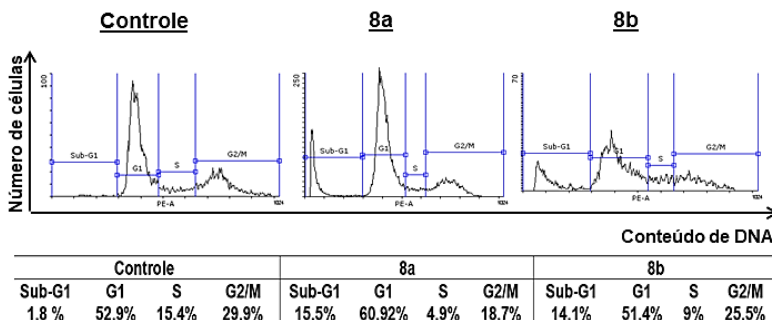 Controle 8a 8b
Número de células
100
Sub-G1 G1 S G2/M
PE-A 1024
250
Sub-G1 G1 S G2/M
PE-A 1024
70
Sub-G1 G1 S G2/M
PE-A 1024
Conteúdo de DNA
Controle 8a 8b
Sub-G1 G1 S G2/M Sub-G1 G1 S G2/M Sub-G1 G1 S G2/M
1.8 % 52.9% 15.4% 29.9% 15.5% 60.92% 4.9% 18.7% 14.1% 51.4% 9% 25.5%